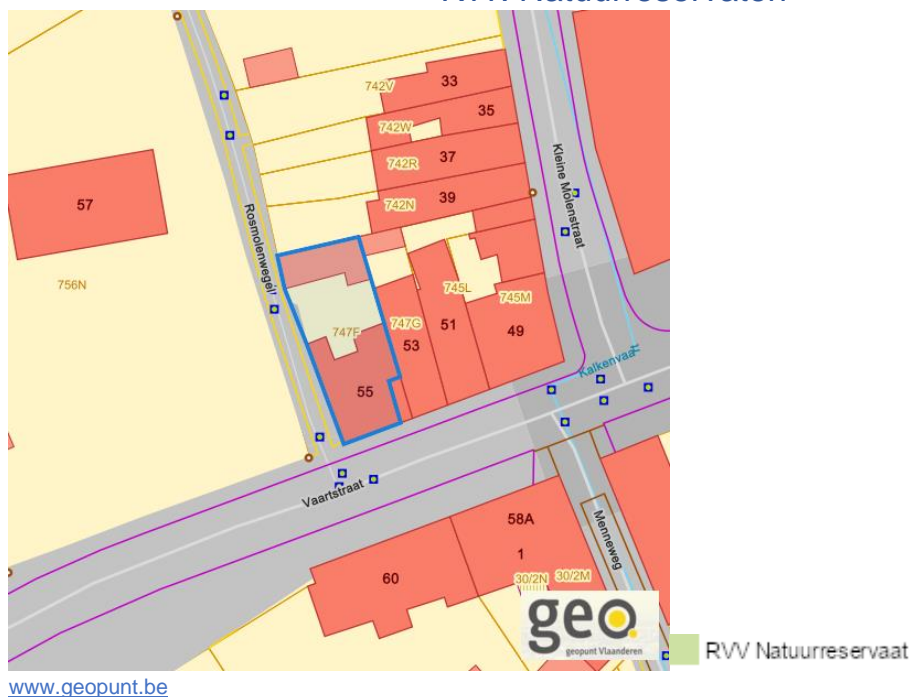 RVV Natuurreservaten
742V
33
35
742W
37
742R
39
742N
Kleine Molenstraat
57
Rosmolenwegel
756N
745L
745M
747F
747G
53
51
49
55
Kalkenvaart
Vaartstraat
58A
1
60
30/2N
30/2M
Menneweg
geo.
geopunt Vlaanderen
RVV Natuurreservaat
www.geopunt.be